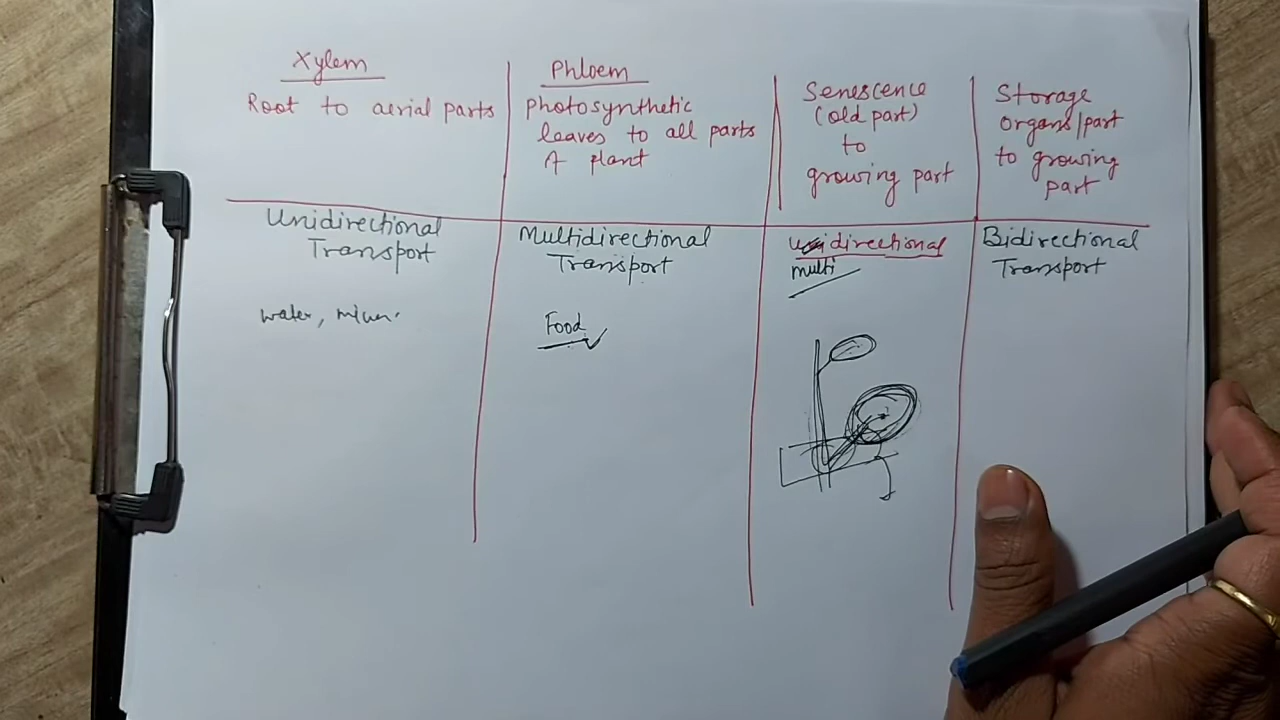 Xylem
Root to aerial parts
Phloem
Photosynthetic
leaves to all parts
of plant
Senescence
(old part)
to
growing part
Storage
Organs/part
to growing
part
Unidirectional
Transport
Multidirectional
Transport
Unidirectional
multi
Bidirectional
Transport
water,
Food